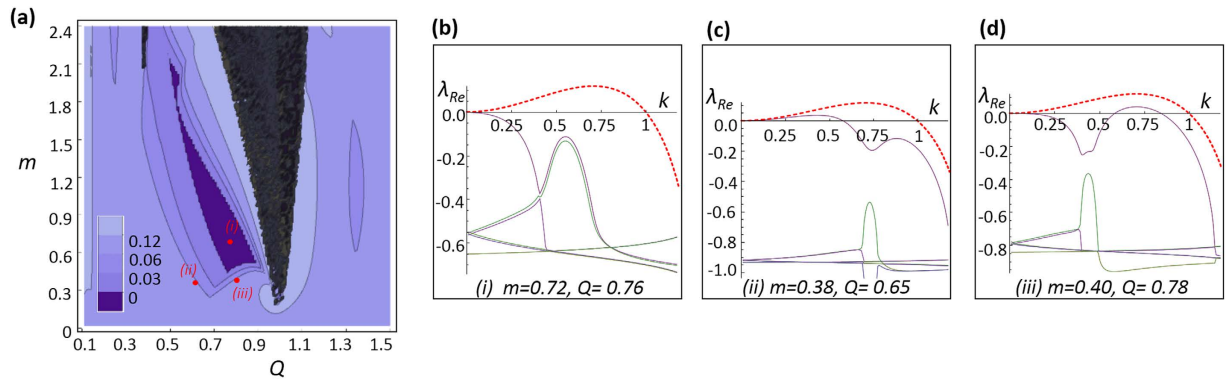 (a)
2.4
2.1
1.8
1.5
1.2
0.9
0.6
0.3
0
m
0.12
0.06
0.03
0
(i)
(ii)
(iii)
0.1 0.3 0.5 0.7 0.9 1.1 1.3 1.5
Q
(b)
λRe
k
0.0
-0.2
-0.4
-0.6
0.25 0.5 0.75 1
(i) m=0.72, Q= 0.76
(c)
λRe
k
0.0
-0.2
-0.4
-0.6
-0.8
-1.0
0.25 0.5 0.75 1
(ii) m=0.38, Q= 0.65
(d)
λRe
k
0.0
-0.2
-0.4
-0.6
-0.8
0.25 0.5 0.75 1
(iii) m=0.40, Q= 0.78